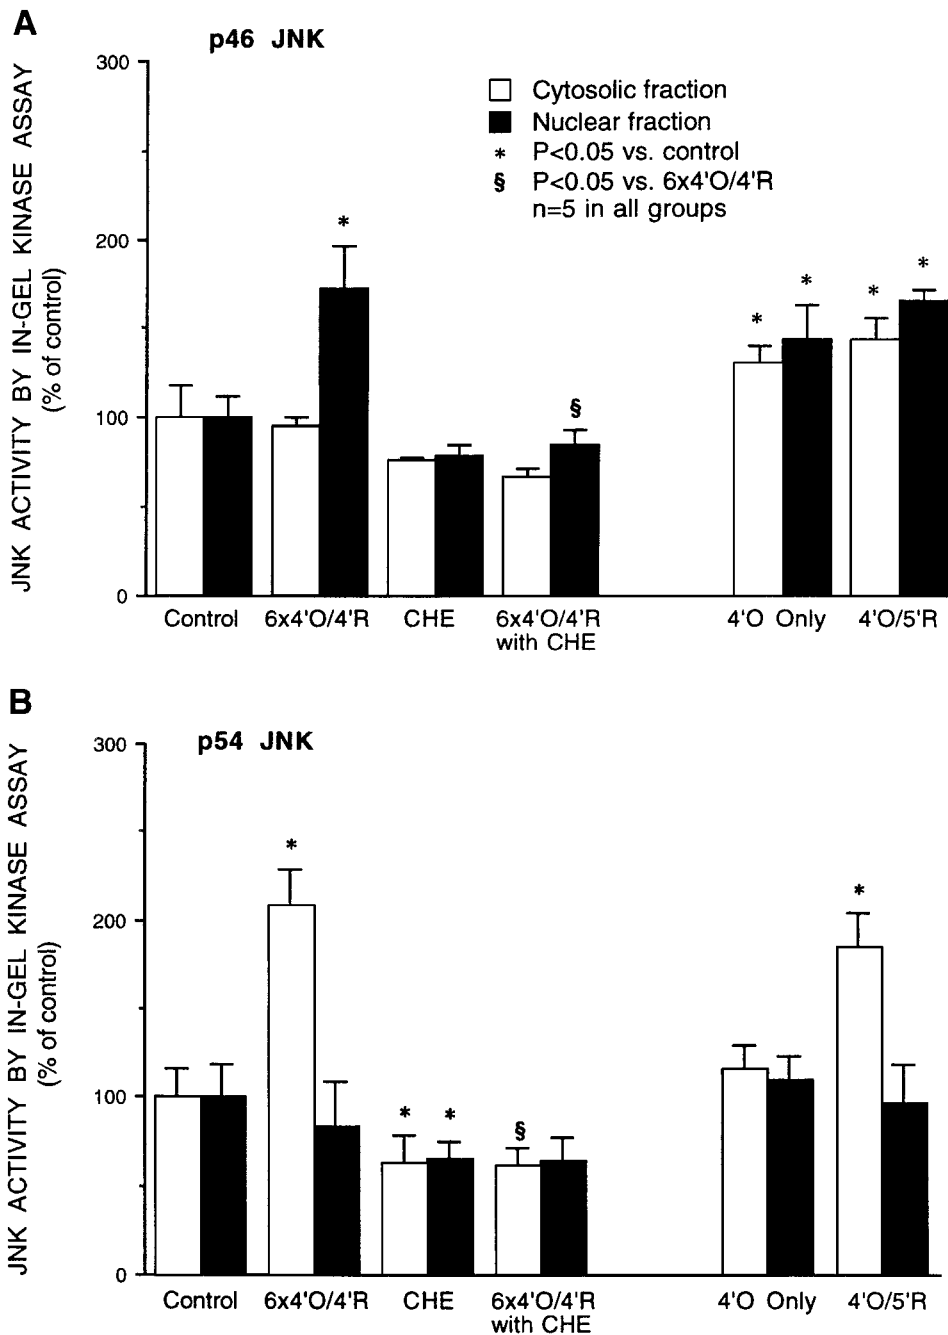 A
p46 JNK
JNK ACTIVITY BY IN-GEL KINASE ASSAY
(% of control)
300
200
100
0
Cytosolic fraction
Nuclear fraction
* P<0.05 vs. control
§ P<0.05 vs. 6x4'O/4'R
n=5 in all groups
*
§
*
*
*
*
Control
6x4'O/4'R
CHE
6x4'O/4'R
with CHE
4'O Only
4'O/5'R
B
p54 JNK
JNK ACTIVITY BY IN-GEL KINASE ASSAY
(% of control)
300
200
100
0
*
*
*
§
*
Control
6x4'O/4'R
CHE
6x4'O/4'R
with CHE
4'O Only
4'O/5'R